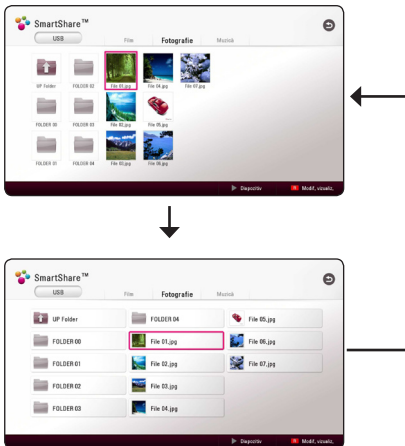 SmartShare™
USB
Film Fotografie Muzică
UP Folder FOLDER 02 File 01.jpg File 04.jpg File 07.jpg
FOLDER 00 FOLDER 03 File 02.jpg File 05.jpg
FOLDER 01 FOLDER 04 File 03.jpg File 06.jpg
Diapozitiv Modif. vizualiz.
SmartShare™
USB
Film Fotografie Muzică
UP Folder FOLDER 04 File 05.jpg
FOLDER 00 File 01.jpg File 06.jpg
FOLDER 01 File 02.jpg File 07.jpg
FOLDER 02 File 03.jpg
FOLDER 03 File 04.jpg
Diapozitiv Modif. vizualiz.